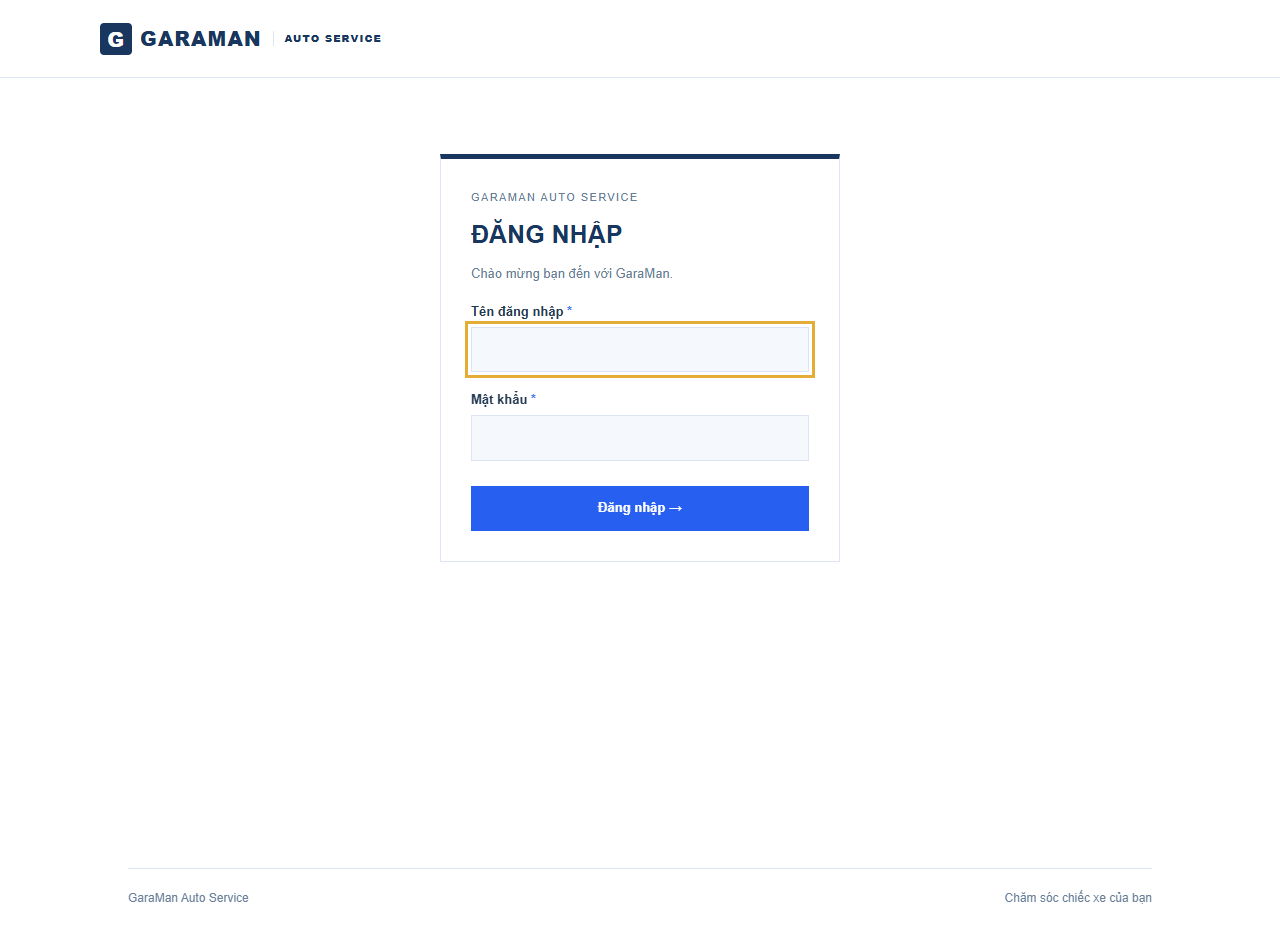 G GARAMAN AUTO SERVICE
GARAMAN AUTO SERVICE
ĐĂNG NHẬP
Chào mừng bạn đến với GaraMan.
Tên đăng nhập *
Mật khẩu *
Đăng nhập →
GaraMan Auto Service
Chăm sóc chiếc xe của bạn